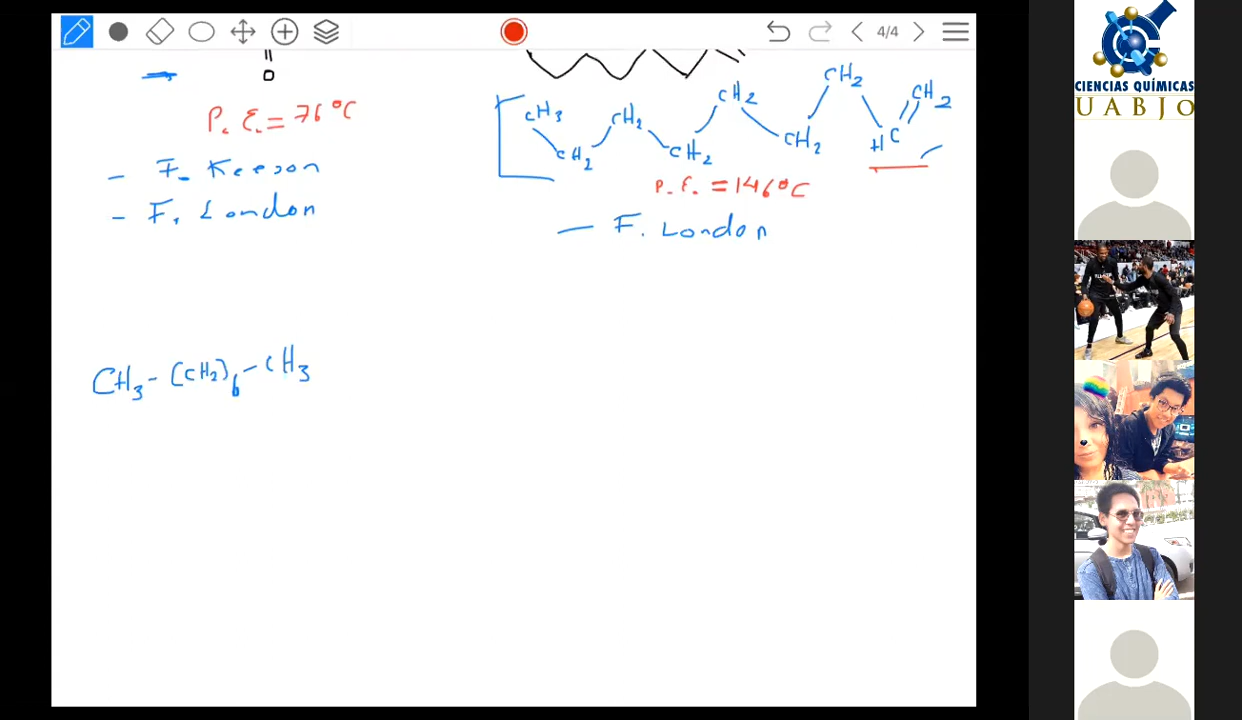 4/4
O
P. E. = 76°C
- F. Keeson
- F. London
CH3 CH2 CH2 CH2 CH2 CH2 CH2 HC CH2
P. E. = 146°C
- F. London
CH3-(CH2)6-CH3
CIENCIAS QUÍMICAS
UABJO